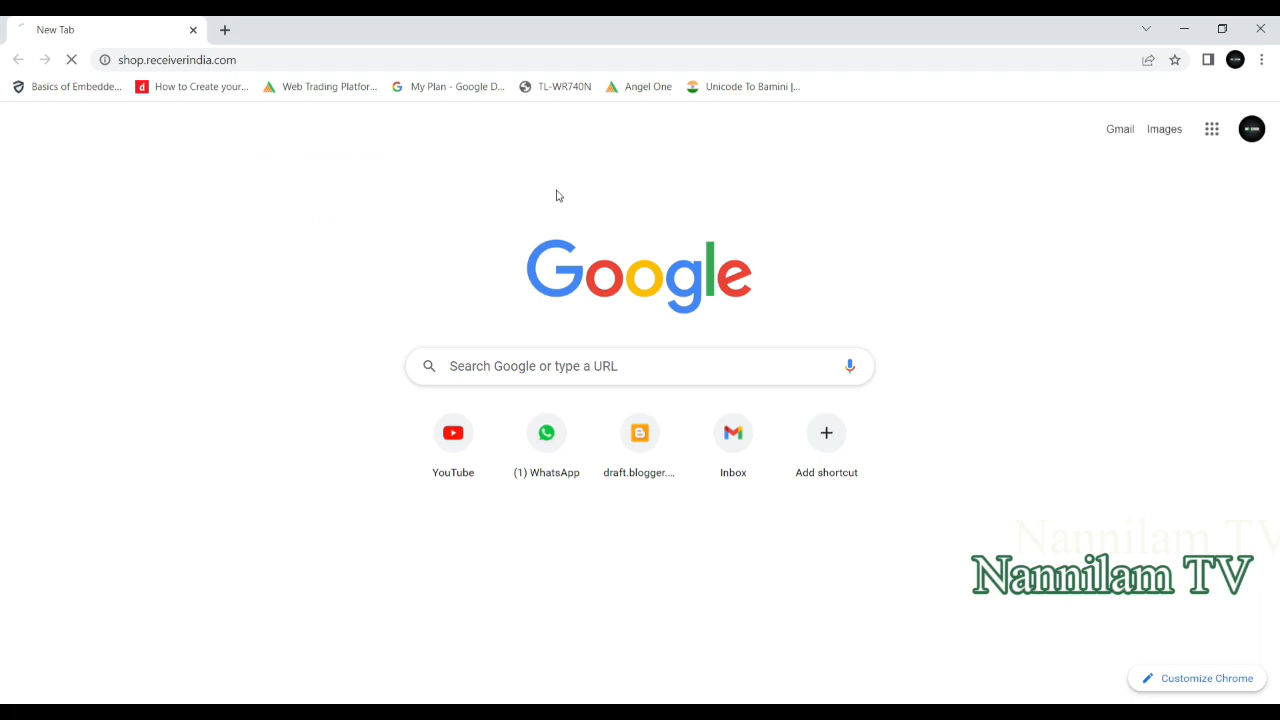 New Tab
shop.receiverindia.com
Basics of Embedde...
How to Create your...
Web Trading Platfor...
My Plan - Google D...
TL-WR740N
Angel One
Unicode To Bamini |...
Gmail
Images
Google
Search Google or type a URL
YouTube
(1) WhatsApp
draft.blogger....
Inbox
Add shortcut
Nannilam TV
Nannilam TV
Customize Chrome